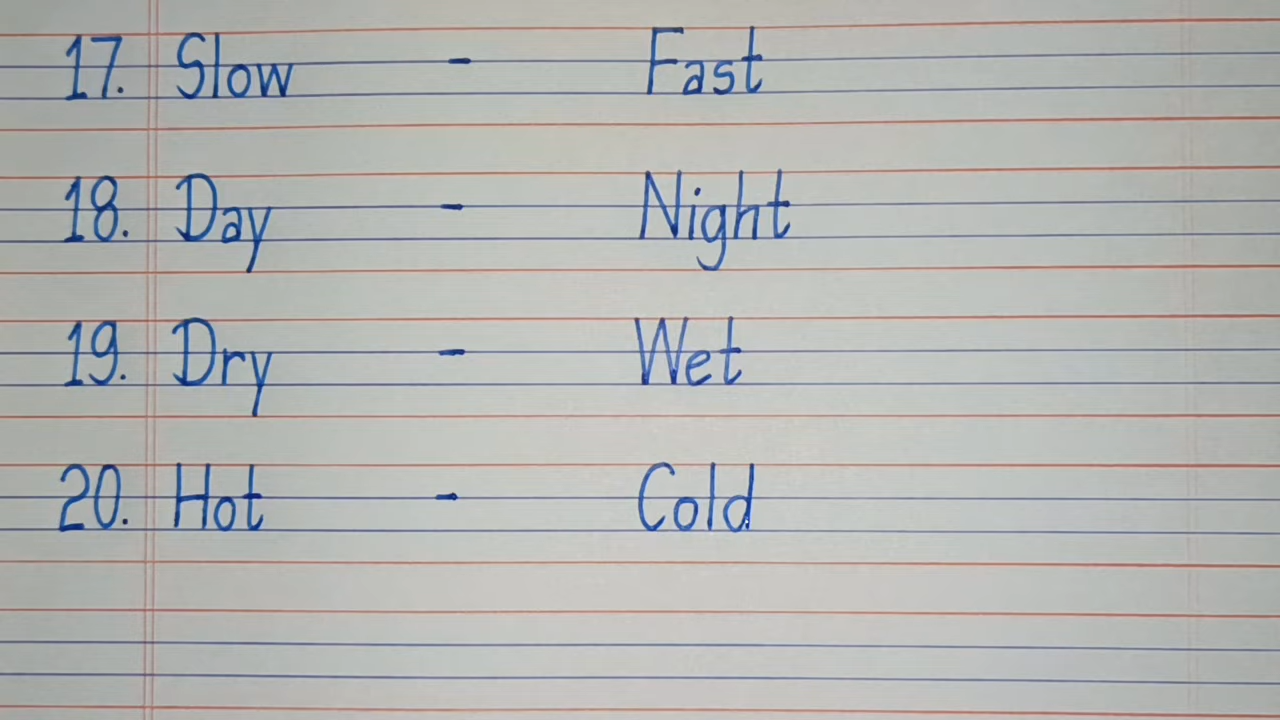 17. Slow - Fast
18. Day - Night
19. Dry - Wet
20. Hot - Cold